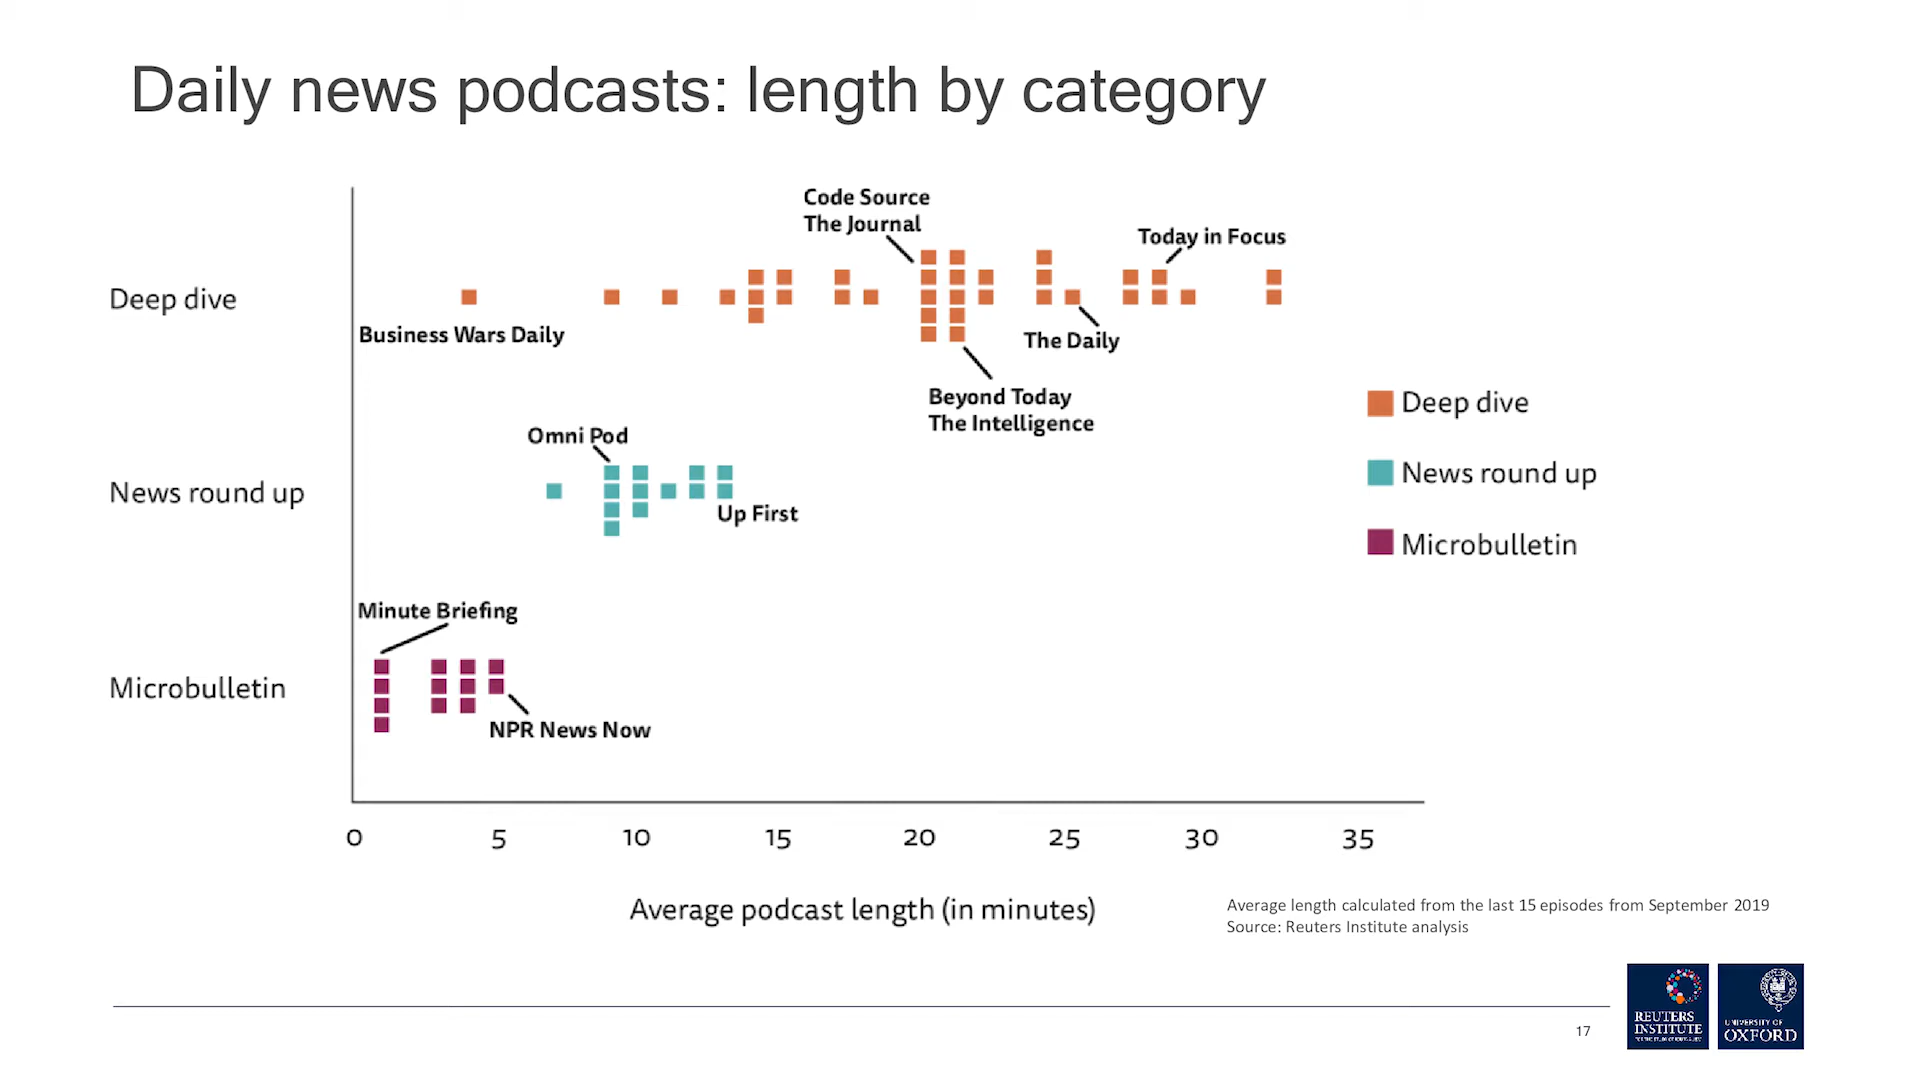 Daily news podcasts: length by category
Code Source
The Journal
Today in Focus
Deep dive
Business Wars Daily
The Daily
Beyond Today
The Intelligence
Deep dive
Omni Pod
News round up
News round up
Up First
Microbulletin
Minute Briefing
Microbulletin
NPR News Now
0 5 10 15 20 25 30 35
Average podcast length (in minutes)
Average length calculated from the last 15 episodes from September 2019
Source: Reuters Institute analysis
17
REUTERS
INSTITUTE
UNIVERSITY OF
OXFORD